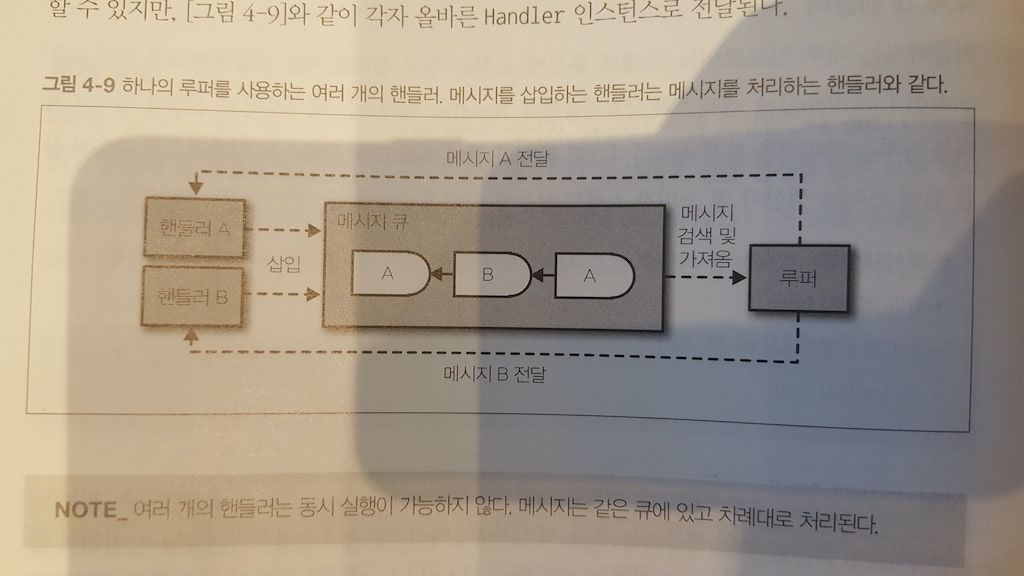 할 수 있지만, [그림 4-9]와 같이 각자 올바른 Handler 인스턴스로 전달된다.
그림 4-9 하나의 루퍼를 사용하는 여러 개의 핸들러. 메시지를 삽입하는 핸들러는 메시지를 처리하는 핸들러와 같다.
메시지 A 전달
핸들러 A
핸들러 B
삽입
메시지 큐
A
B
A
메시지
검색 및
가져옴
루퍼
메시지 B 전달
NOTE_ 여러 개의 핸들러는 동시 실행이 가능하지 않다. 메시지는 같은 큐에 있고 차례대로 처리된다.